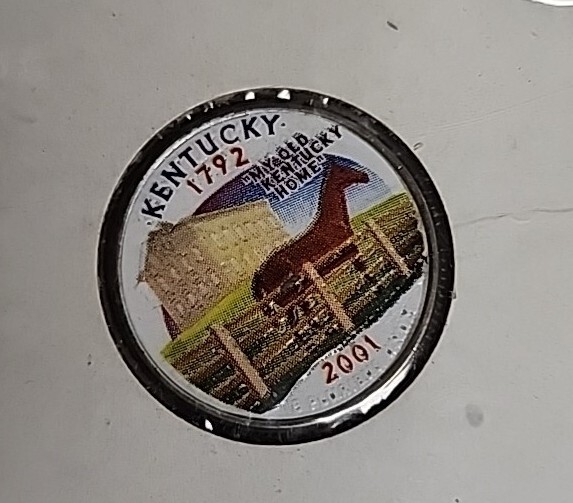 KENTUCKY
1792
"MY OLD
KENTUCKY
HOME"
2001